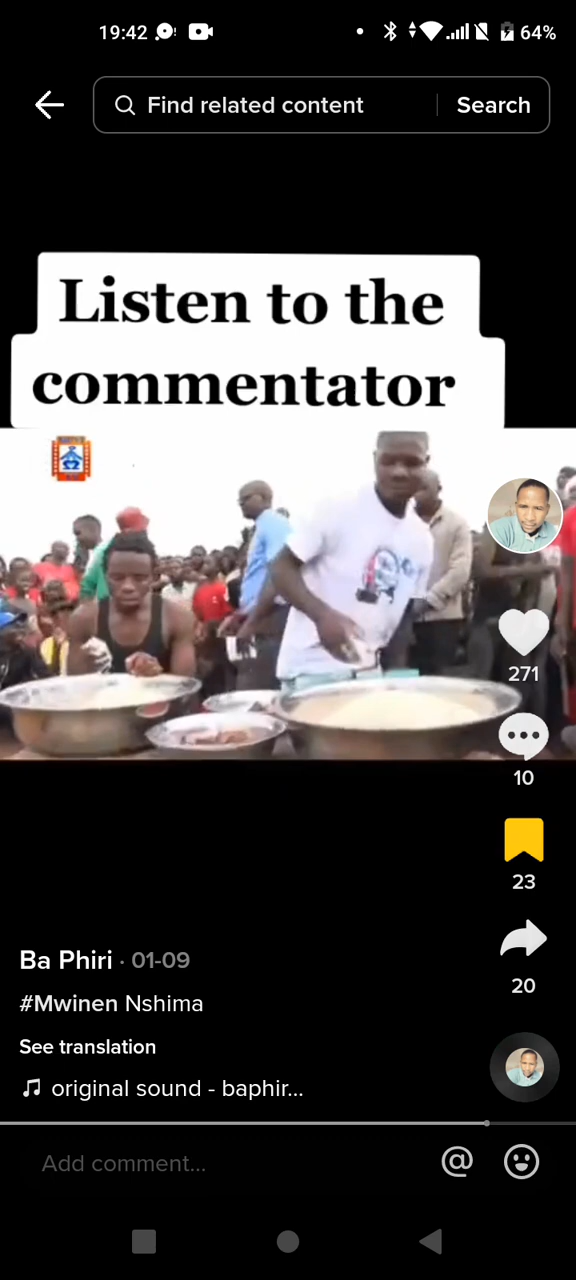 19:42
64%
Find related content
Search
Listen to the
commentator
271
10
23
20
Ba Phiri · 01-09
#Mwinen Nshima
See translation
original sound - baphir...
Add comment...